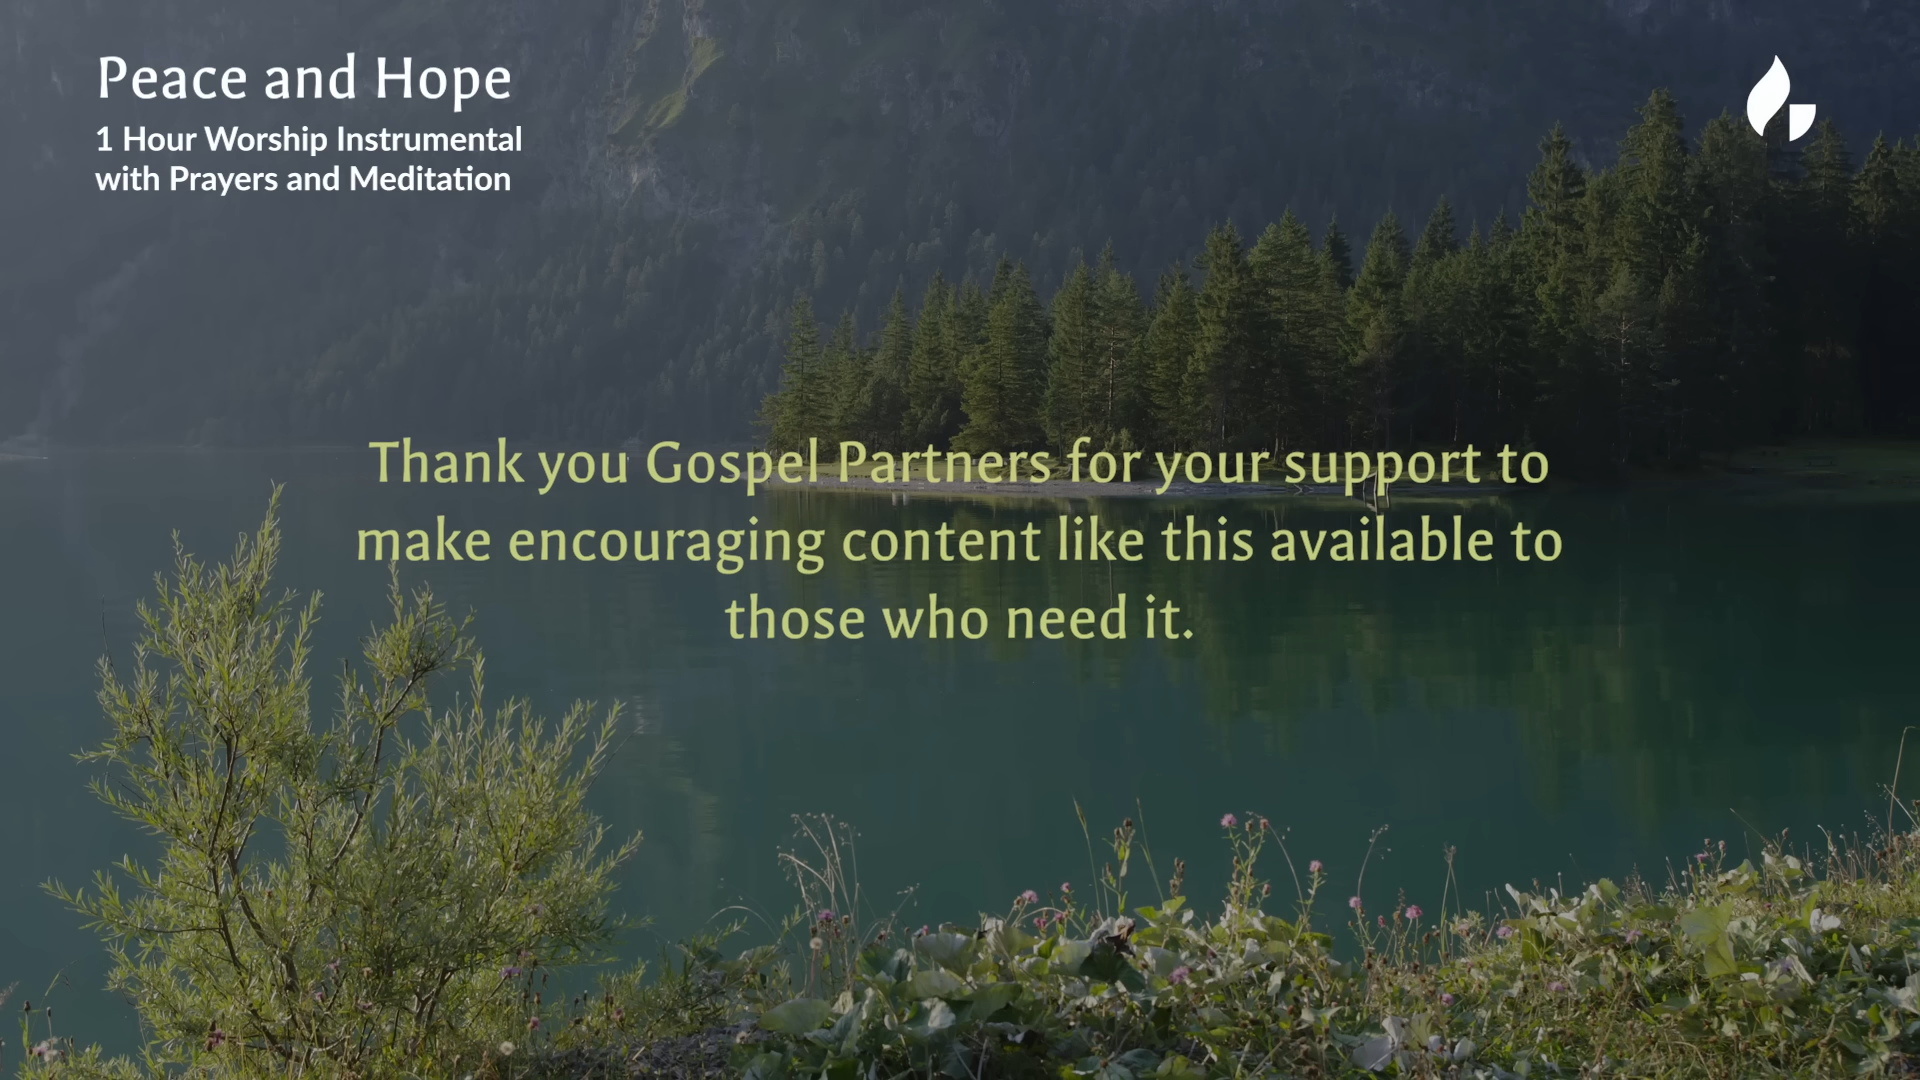 Peace and Hope
1 Hour Worship Instrumental
with Prayers and Meditation
Thank you Gospel Partners for your support to
make encouraging content like this available to
those who need it.